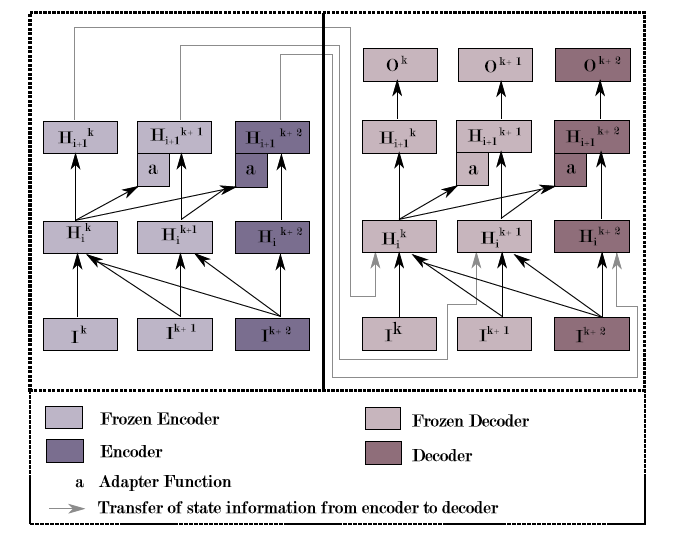 O^k O^{k+1} O^{k+2}
H_{i+1}^k H_{i+1}^{k+1} H_{i+1}^{k+2} H_{i+1}^k H_{i+1}^{k+1} H_{i-1}^{k+2}
a a a a
H_i^k H_i^{k+1} H_i^{k+2} H_i^k H_i^{k+1} H_i^{k+2}
I^k I^{k+1} I^{k+2} I^k I^{k+1} I^{k+2}
Frozen Encoder Frozen Decoder
Encoder Decoder
a Adapter Function
Transfer of state information from encoder to decoder